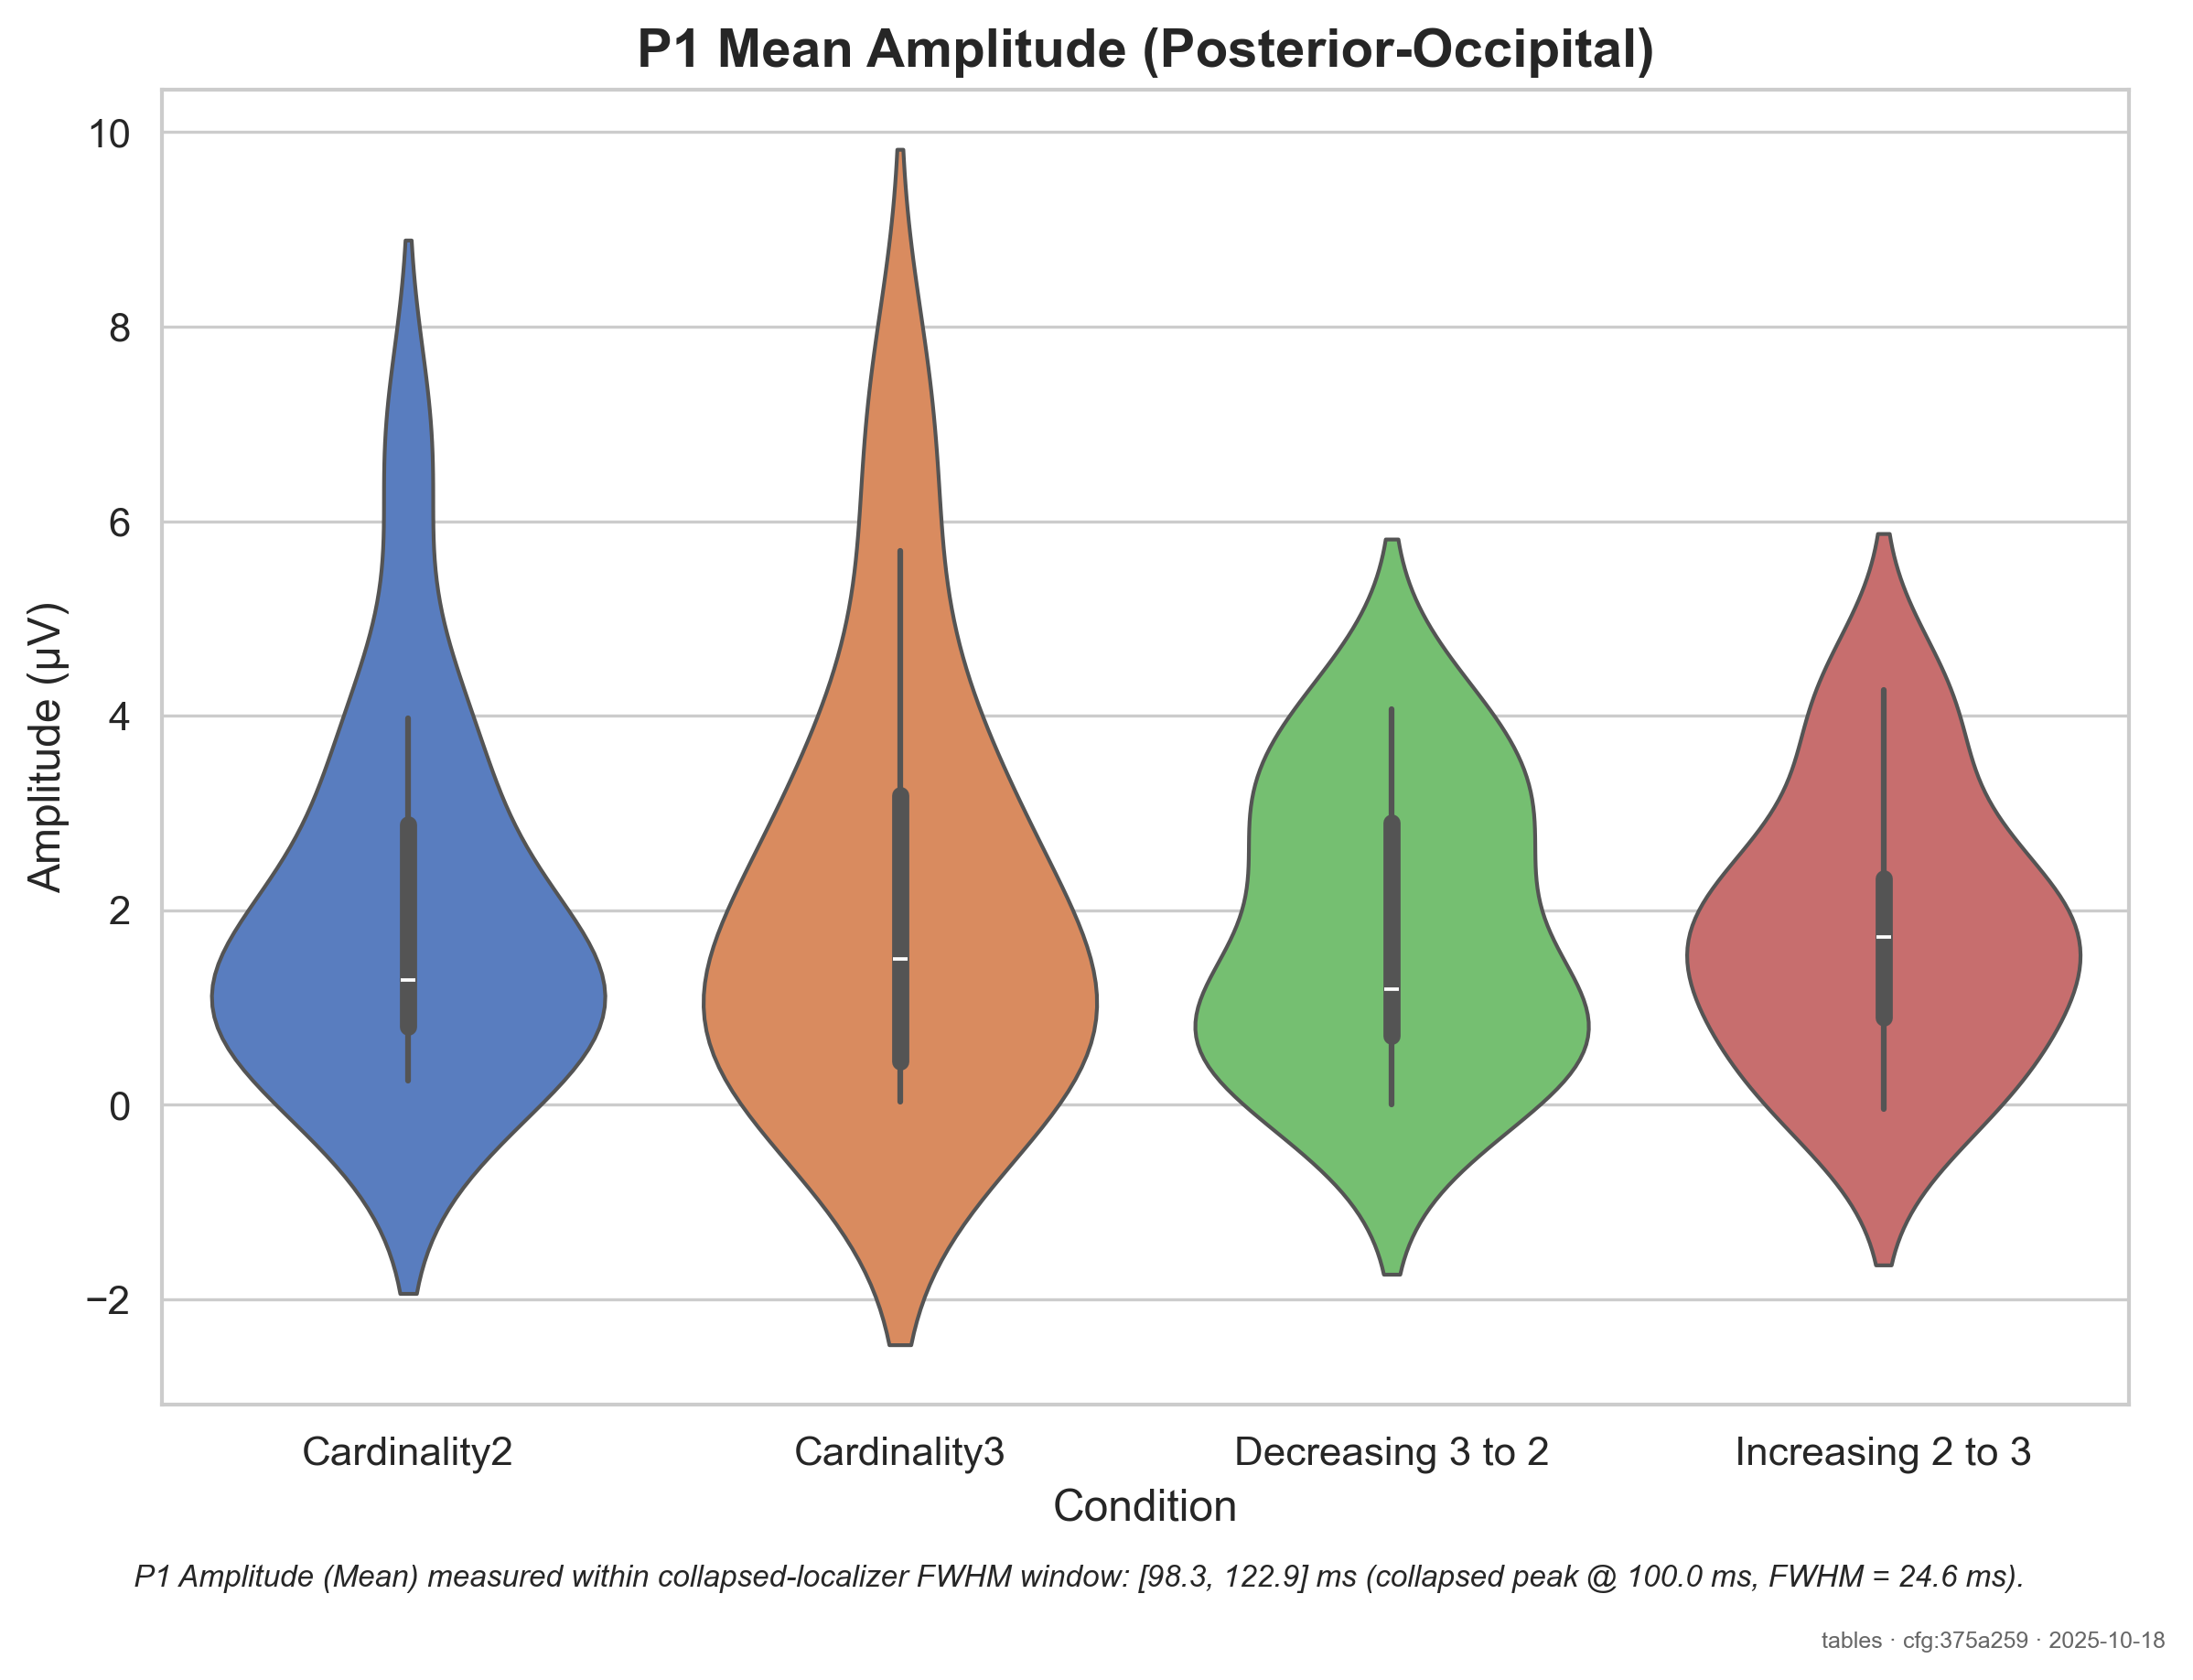 P1 Mean Amplitude (Posterior-Occipital)
10
8
6
4
2
0
−2
Amplitude (µV)
Cardinality2
Cardinality3
Decreasing 3 to 2
Increasing 2 to 3
Condition
P1 Amplitude (Mean) measured within collapsed-localizer FWHM window: [98.3, 122.9] ms (collapsed peak @ 100.0 ms, FWHM = 24.6 ms).
tables · cfg:375a259 · 2025-10-18